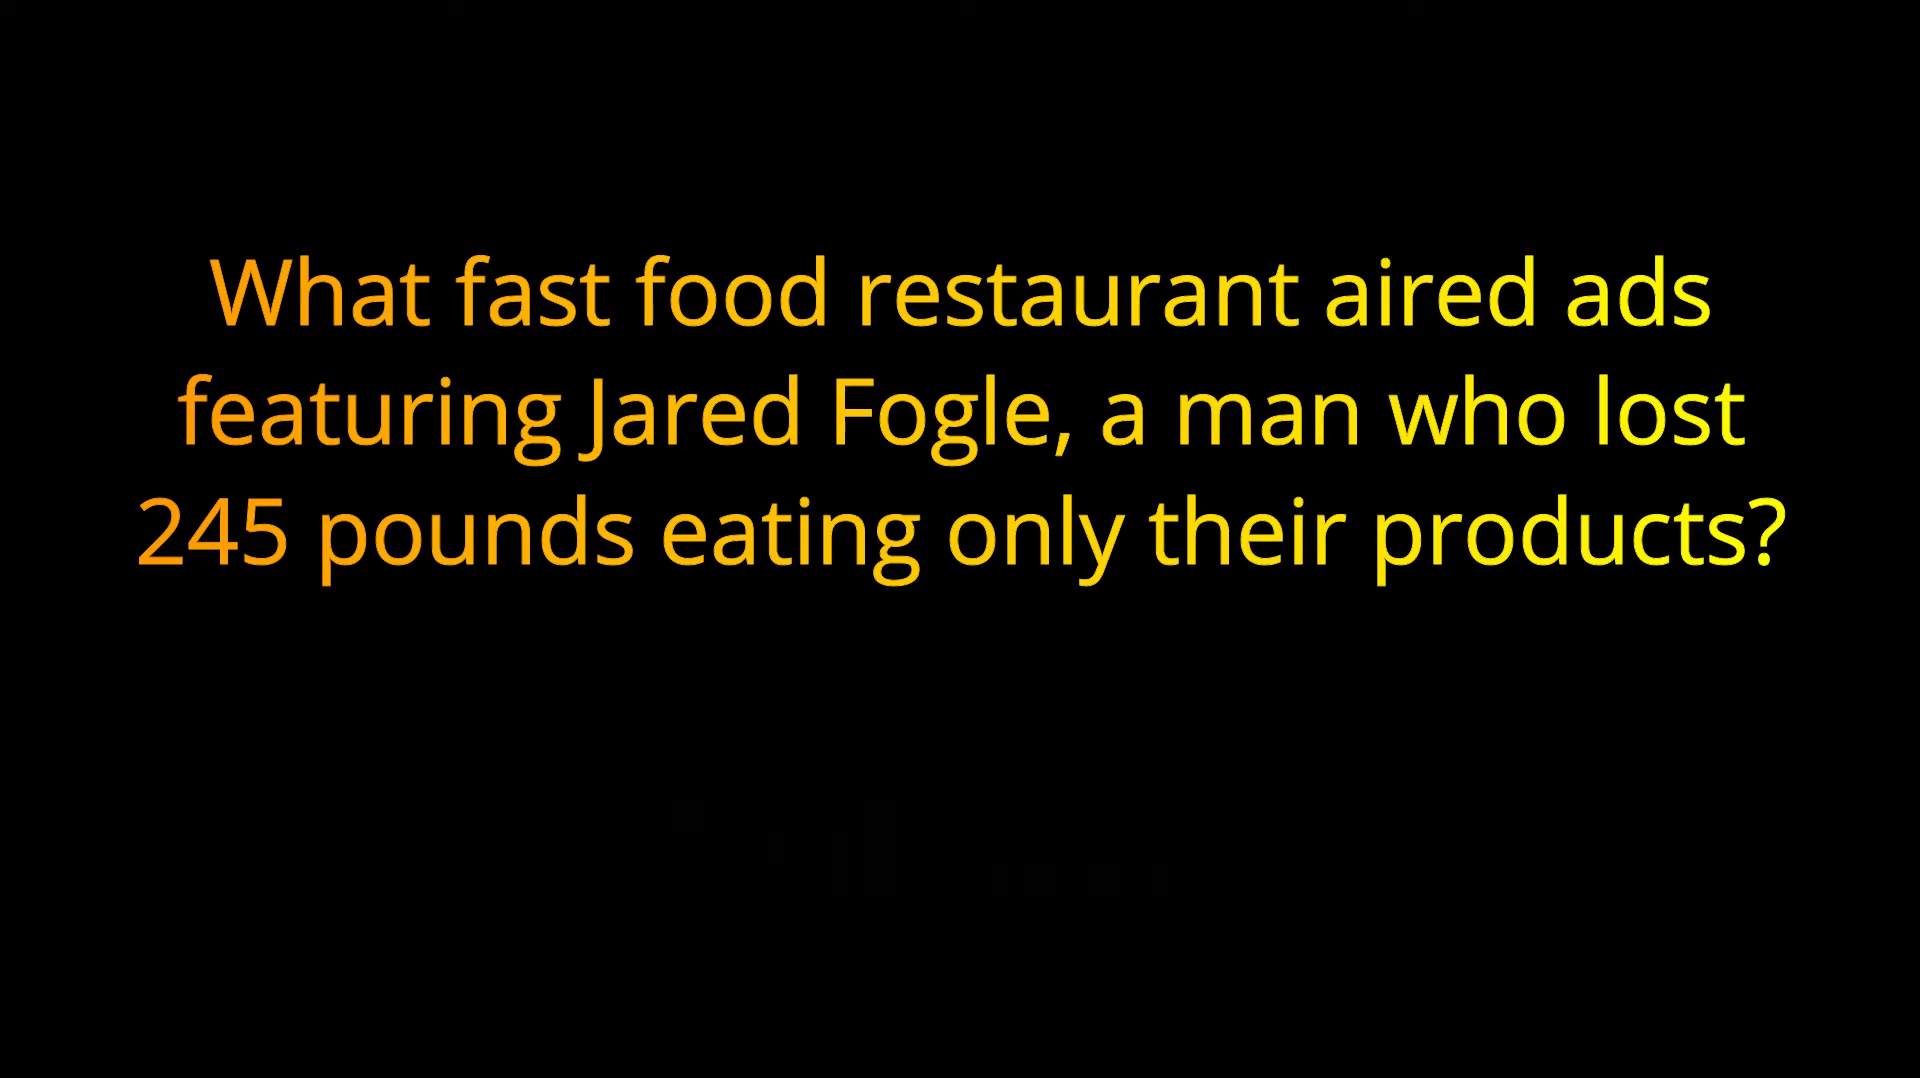 What fast food restaurant aired ads
featuring Jared Fogle, a man who lost
245 pounds eating only their products?